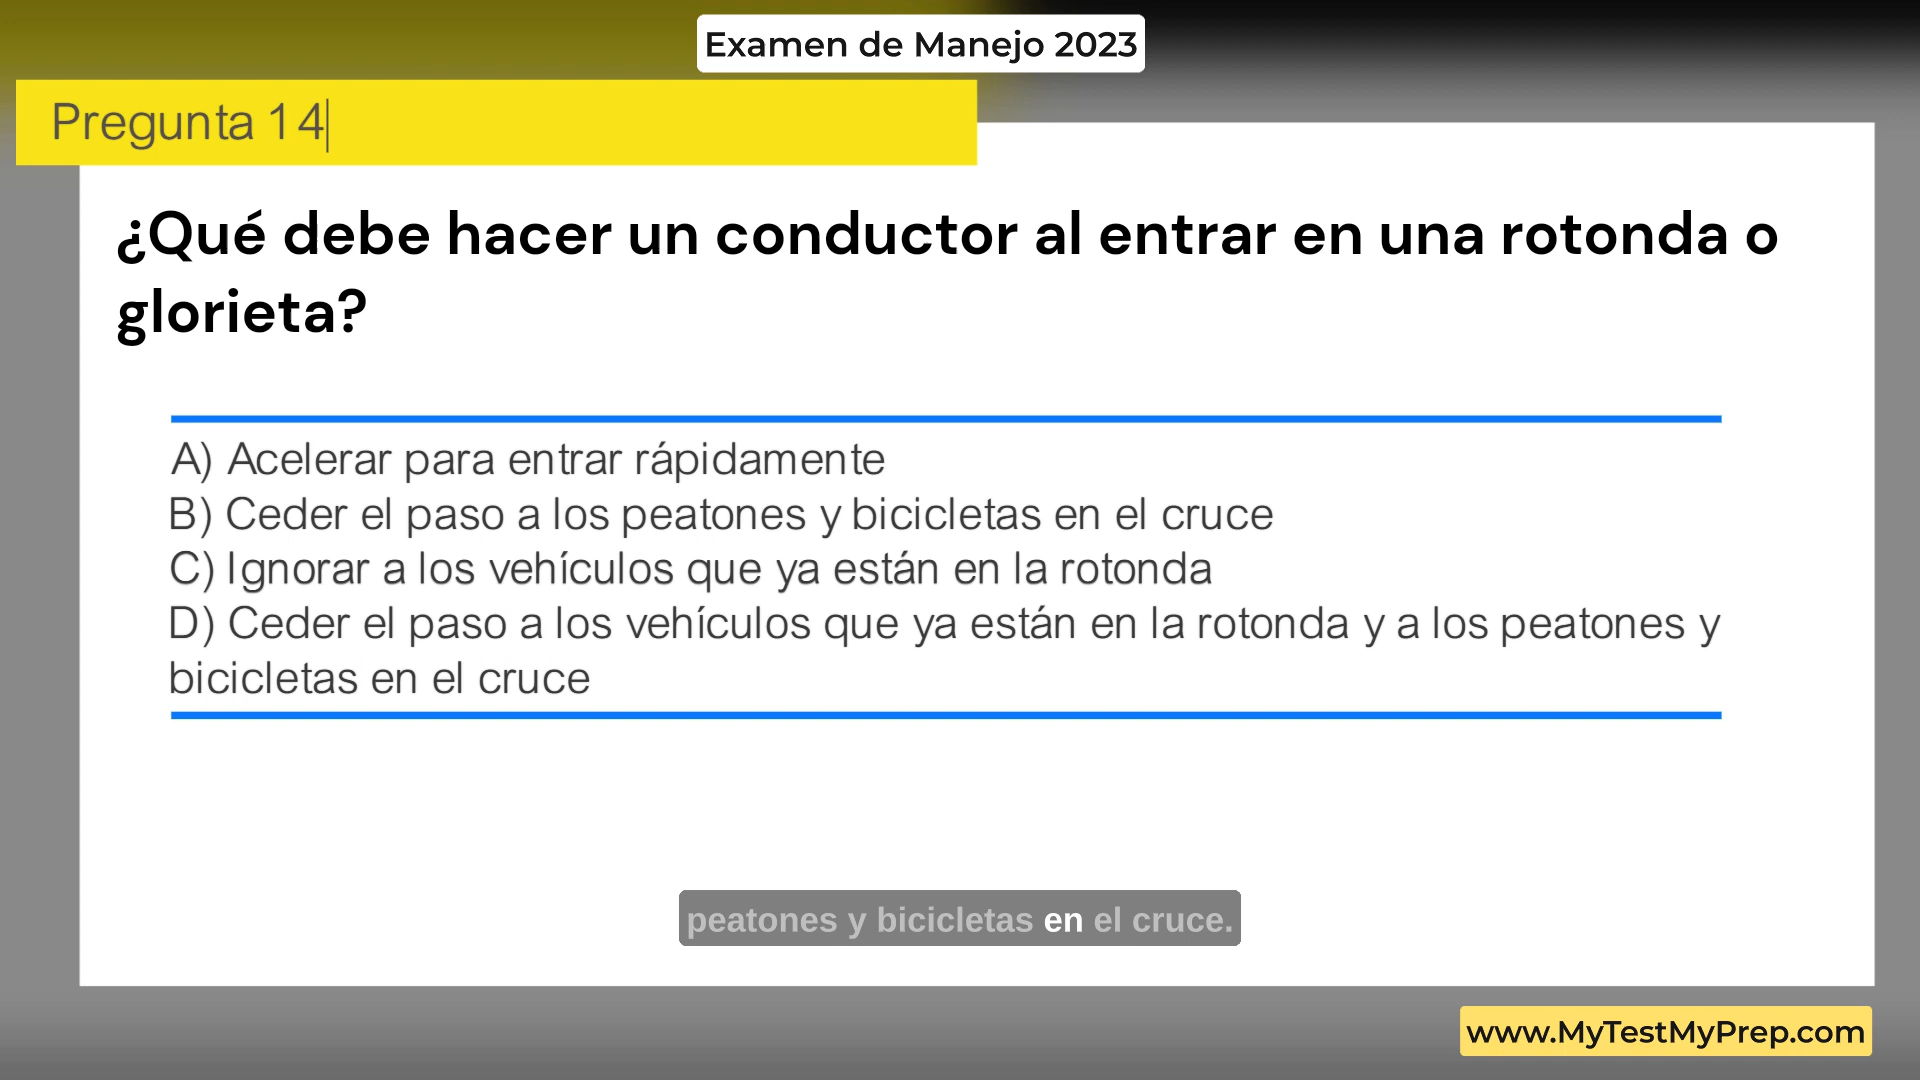 Examen de Manejo 2023
Pregunta 14
¿Qué debe hacer un conductor al entrar en una rotonda o
glorieta?
A) Acelerar para entrar rápidamente
B) Ceder el paso a los peatones y bicicletas en el cruce
C) Ignorar a los vehículos que ya están en la rotonda
D) Ceder el paso a los vehículos que ya están en la rotonda y a los peatones y
bicicletas en el cruce
peatones y bicicletas en el cruce.
www.MyTestMyPrep.com